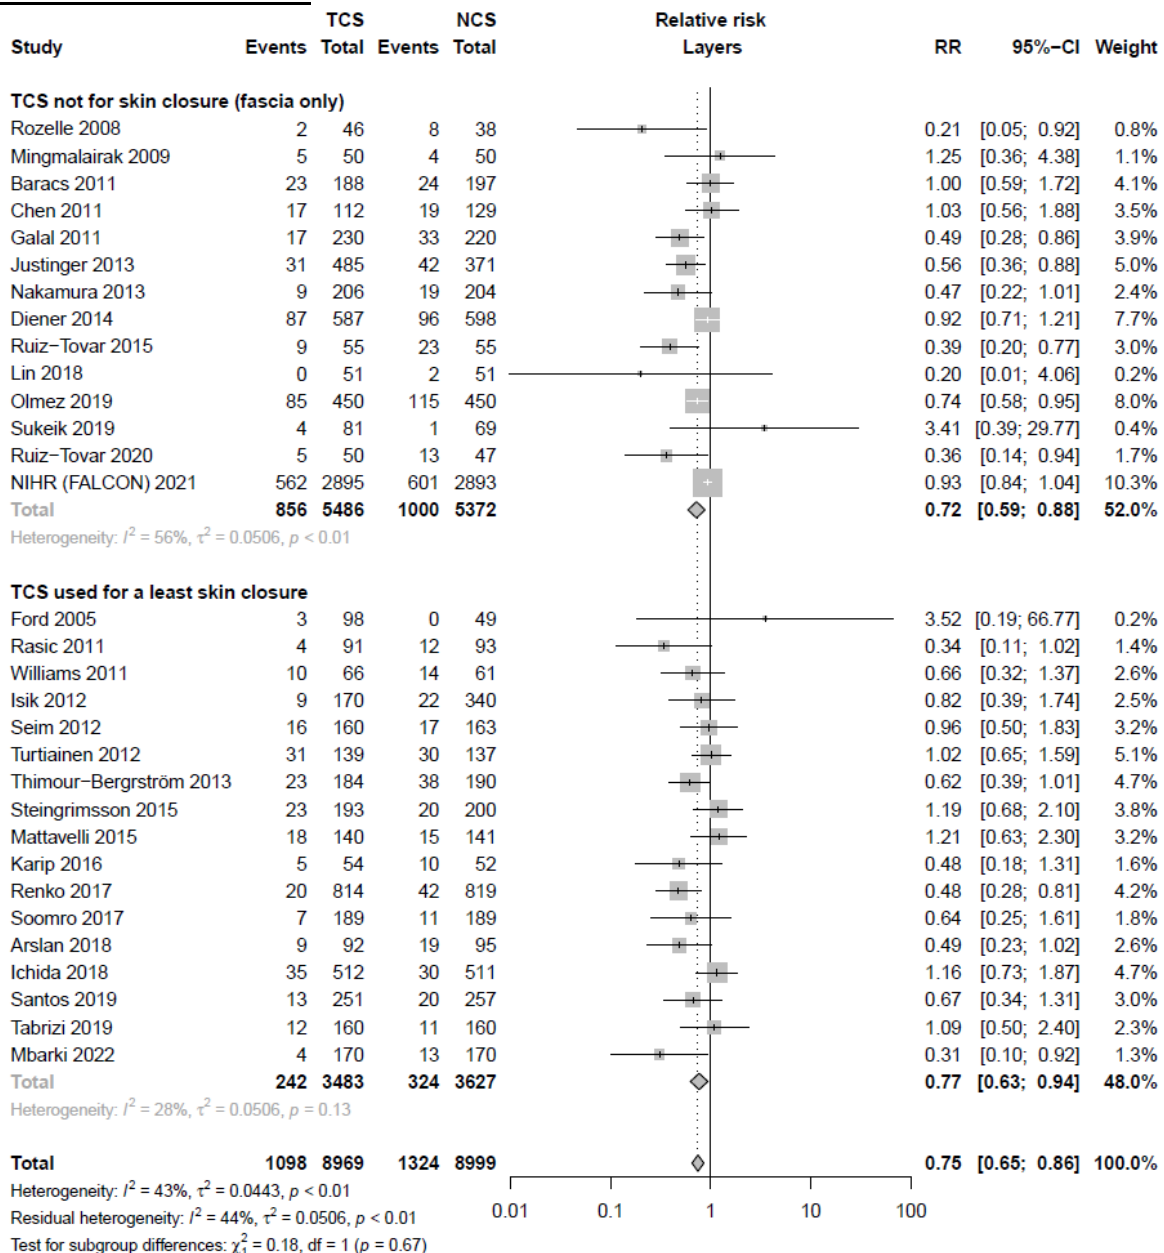 TCS NCS Relative risk
Study Events Total Events Total Layers RR 95%−CI Weight
TCS not for skin closure (fascia only)
Rozelle 2008 2 46 8 38 0.21 [0.05; 0.92] 0.8%
Mingmalairak 2009 5 50 4 50 1.25 [0.36; 4.38] 1.1%
Baracs 2011 23 188 24 197 1.00 [0.59; 1.72] 4.1%
Chen 2011 17 112 19 129 1.03 [0.56; 1.88] 3.5%
Galal 2011 17 230 33 220 0.49 [0.28; 0.86] 3.9%
Justinger 2013 31 485 42 371 0.56 [0.36; 0.88] 5.0%
Nakamura 2013 9 206 19 204 0.47 [0.22; 1.01] 2.4%
Diener 2014 87 587 96 598 0.92 [0.71; 1.21] 7.7%
Ruiz−Tovar 2015 9 55 23 55 0.39 [0.20; 0.77] 3.0%
Lin 2018 0 51 2 51 0.20 [0.01; 4.06] 0.2%
Olmez 2019 85 450 115 450 0.74 [0.58; 0.95] 8.0%
Sukeik 2019 4 81 1 69 3.41 [0.39; 29.77] 0.4%
Ruiz−Tovar 2020 5 50 13 47 0.36 [0.14; 0.94] 1.7%
NIHR (FALCON) 2021 562 2895 601 2893 0.93 [0.84; 1.04] 10.3%
Total 856 5486 1000 5372 0.72 [0.59; 0.88] 52.0%
Heterogeneity: I² = 56%, τ² = 0.0506, p < 0.01
TCS used for a least skin closure
Ford 2005 3 98 0 49 3.52 [0.19; 66.77] 0.2%
Rasic 2011 4 91 12 93 0.34 [0.11; 1.02] 1.4%
Williams 2011 10 66 14 61 0.66 [0.32; 1.37] 2.6%
Isik 2012 9 170 22 340 0.82 [0.39; 1.74] 2.5%
Seim 2012 16 160 17 163 0.96 [0.50; 1.83] 3.2%
Turtiainen 2012 31 139 30 137 1.02 [0.65; 1.59] 5.1%
Thimour−Bergrström 2013 23 184 38 190 0.62 [0.39; 1.01] 4.7%
Steingrimsson 2015 23 193 20 200 1.19 [0.68; 2.10] 3.8%
Mattavelli 2015 18 140 15 141 1.21 [0.63; 2.30] 3.2%
Karip 2016 5 54 10 52 0.48 [0.18; 1.31] 1.6%
Renko 2017 20 814 42 819 0.48 [0.28; 0.81] 4.2%
Soomro 2017 7 189 11 189 0.64 [0.25; 1.61] 1.8%
Arslan 2018 9 92 19 95 0.49 [0.23; 1.02] 2.6%
Ichida 2018 35 512 30 511 1.16 [0.73; 1.87] 4.7%
Santos 2019 13 251 20 257 0.67 [0.34; 1.31] 3.0%
Tabrizi 2019 12 160 11 160 1.09 [0.50; 2.40] 2.3%
Mbarki 2022 4 170 13 170 0.31 [0.10; 0.92] 1.3%
Total 242 3483 324 3627 0.77 [0.63; 0.94] 48.0%
Heterogeneity: I² = 28%, τ² = 0.0506, p = 0.13
Total 1098 8969 1324 8999 0.75 [0.65; 0.86] 100.0%
Heterogeneity: I² = 43%, τ² = 0.0443, p < 0.01
Residual heterogeneity: I² = 44%, τ² = 0.0506, p < 0.01
0.01 0.1 1 10 100
Test for subgroup differences: χ²₁ = 0.18, df = 1 (p = 0.67)